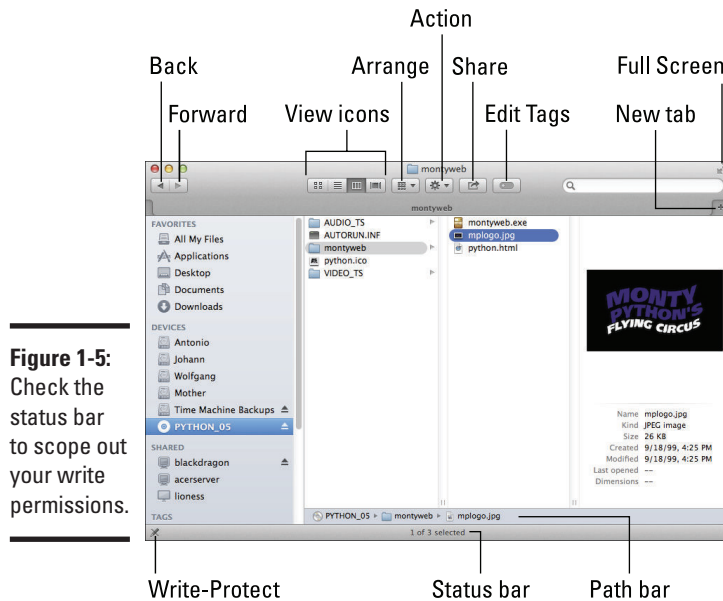 Action
Back
Arrange
Share
Full Screen
Forward
View icons
Edit Tags
New tab
montyweb
montyweb
FAVORITES
All My Files
Applications
Desktop
Documents
Downloads
DEVICES
Antonio
Johann
Wolfgang
Mother
Time Machine Backups
PYTHON_05
SHARED
blackdragon
acerserver
lioness
TAGS
AUDIO_TS
AUTORUN.INF
montyweb
python.ico
VIDEO_TS
montyweb.exe
mplogo.jpg
python.html
MONTY
PYTHON'S
FLYING CIRCUS
Name mplogo.jpg
Kind JPEG image
Size 26 KB
Created 9/18/99, 4:25 PM
Modified 9/18/99, 4:25 PM
Last opened --
Dimensions --
PYTHON_05 montyweb mplogo.jpg
1 of 3 selected
Figure 1-5:
Check the
status bar
to scope out
your write
permissions.
Write-Protect
Status bar
Path bar